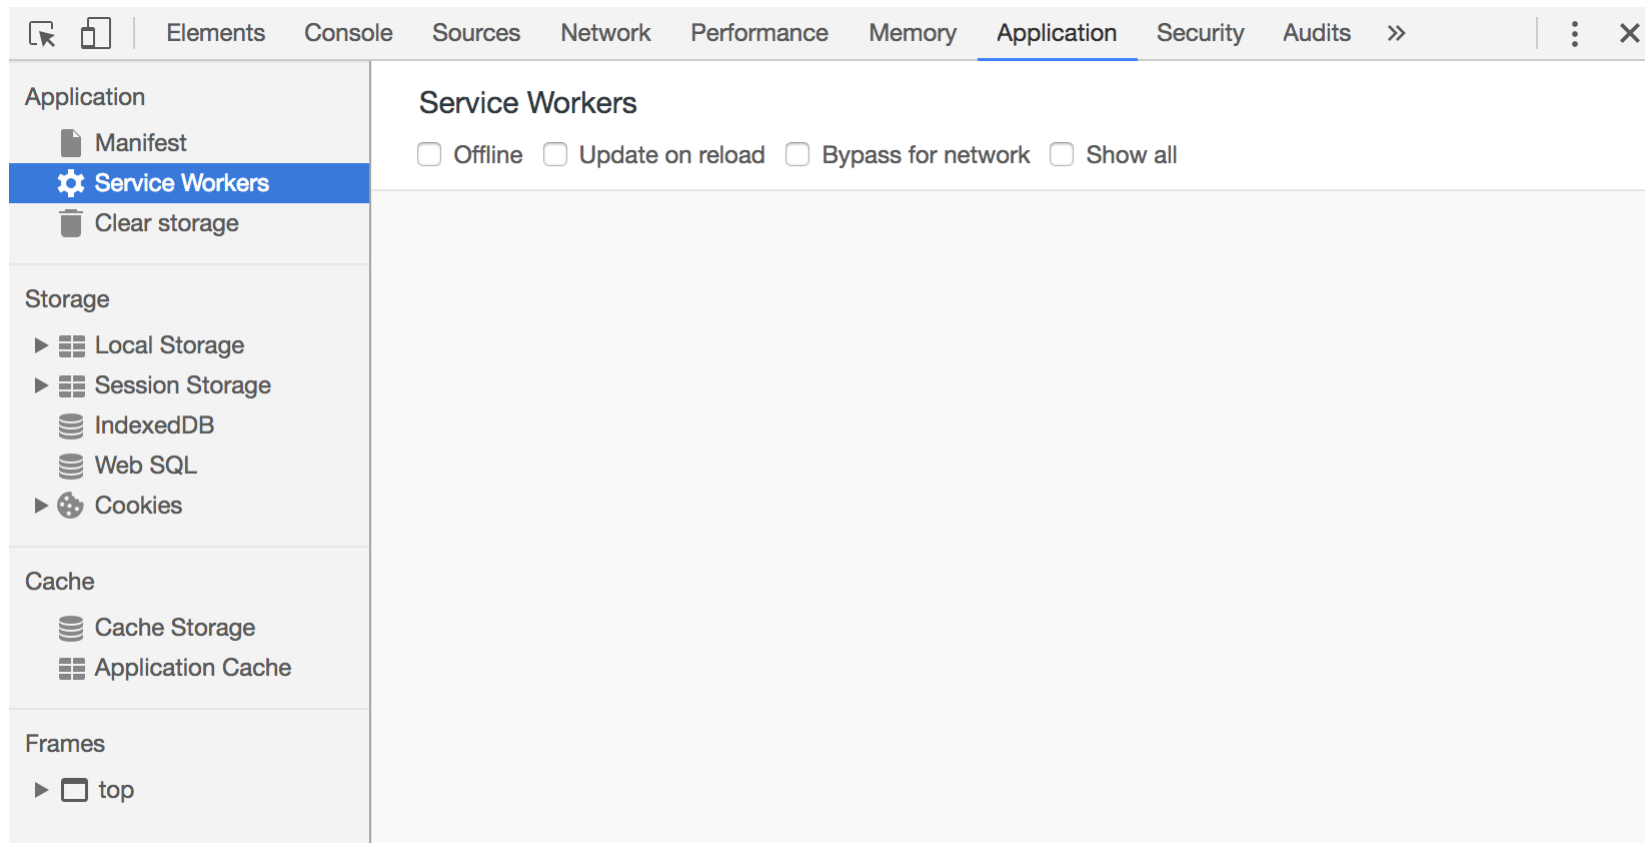 Elements Console Sources Network Performance Memory Application Security Audits »
Application
Manifest
Service Workers
Clear storage
Storage
Local Storage
Session Storage
IndexedDB
Web SQL
Cookies
Cache
Cache Storage
Application Cache
Frames
top
Service Workers
Offline Update on reload Bypass for network Show all